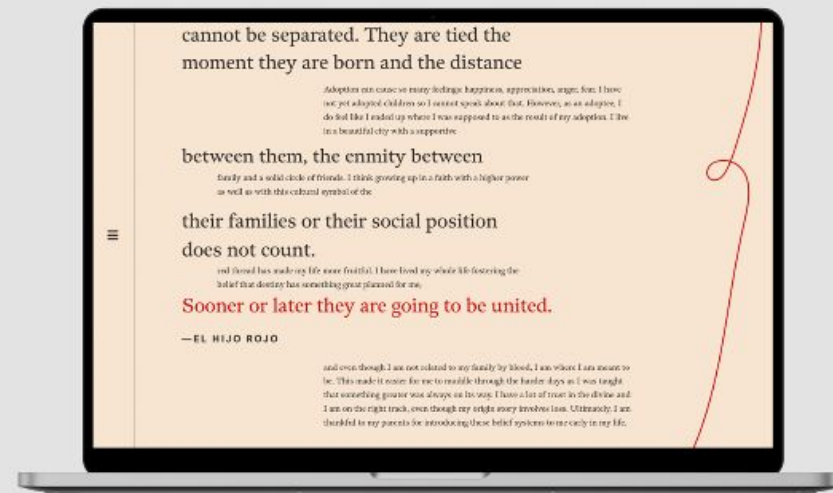 cannot be separated. They are tied the
moment they are born and the distance
Adoption can cause so many feelings: happiness, appreciation, anger, fear. I have
not yet adopted children so I cannot speak about that. However, as an adoptee, I
do feel like I ended up where I was supposed to as the result of my adoption. I live
in a beautiful city with a supportive
between them, the enmity between
family and a solid circle of friends. I think growing up in a faith with a higher power
as well as with this cultural symbol of the
their families or their social position
does not count.
red thread has made my life more fruitful. I have lived my whole life fostering the
belief that destiny has something great planned for me,
Sooner or later they are going to be united.
—EL HIJO ROJO
and even though I am not related to my family by blood, I am where I am meant to
be. This made it easier for me to muddle through the harder days as I was taught
that something greater was always on its way. I have a lot of trust in the divine and
I am on the right track, even though my origin story involves loss. Ultimately, I am
thankful to my parents for introducing these belief systems to me early in my life.